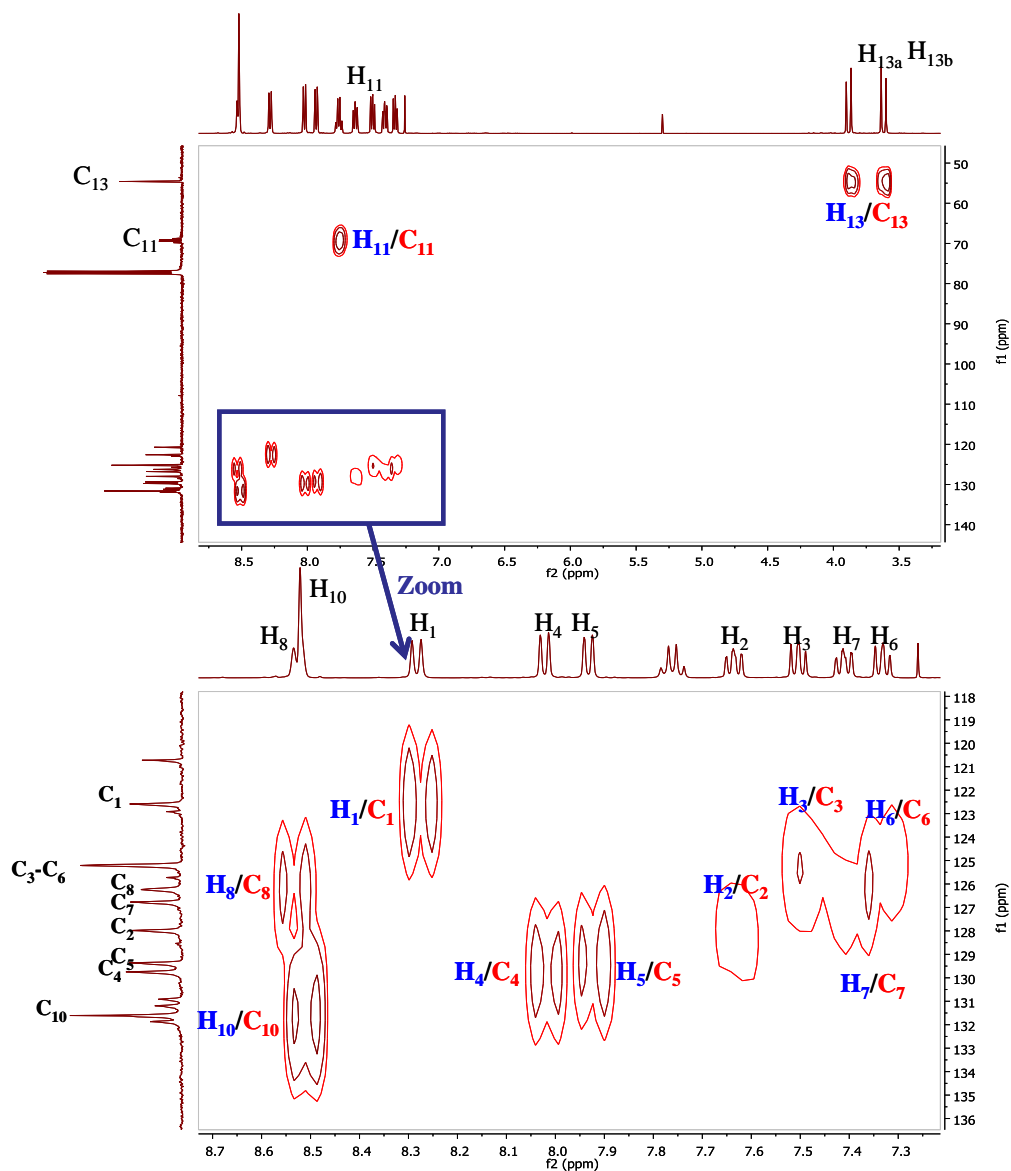 H11
H13a H13b
C13
C11
H11/C11
H13/C13
50
60
70
80
90
100
110
120
130
140
f1 (ppm)
8.5 8.0 7.5 7.0 6.5 6.0 5.5 5.0 4.5 4.0 3.5
f2 (ppm)
Zoom
H8
H10
H1
H4
H5
H2
H3
H7
H6
C1
C3-C6
C8
C7
C2
C5
C4
C10
H1/C1
H3/C3
H6/C6
H8/C8
H2/C2
H4/C4
H5/C5
H7/C7
H10/C10
118
119
120
121
122
123
124
125
126
127
128
129
130
131
132
133
134
135
136
f1 (ppm)
8.7 8.6 8.5 8.4 8.3 8.2 8.1 8.0 7.9 7.8 7.7 7.6 7.5 7.4 7.3
f2 (ppm)